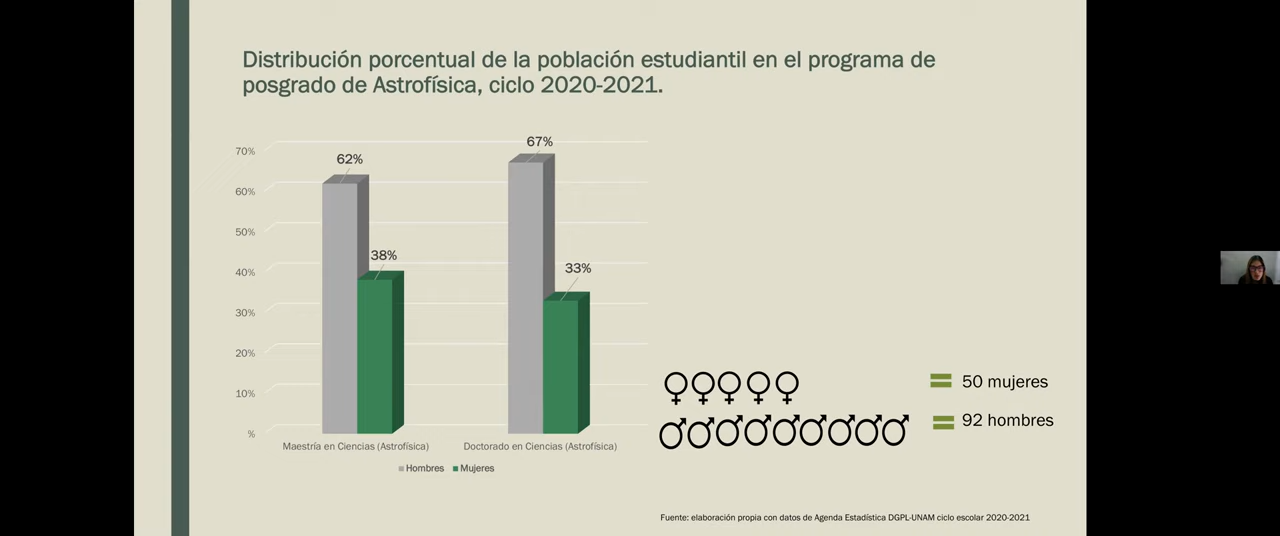 Distribución porcentual de la población estudiantil en el programa de
posgrado de Astrofísica, ciclo 2020-2021.
70%
60%
50%
40%
30%
20%
10%
%
62%
38%
67%
33%
Maestría en Ciencias (Astrofísica)
Doctorado en Ciencias (Astrofísica)
Hombres
Mujeres
50 mujeres
92 hombres
Fuente: elaboración propia con datos de Agenda Estadística DGPL-UNAM ciclo escolar 2020-2021